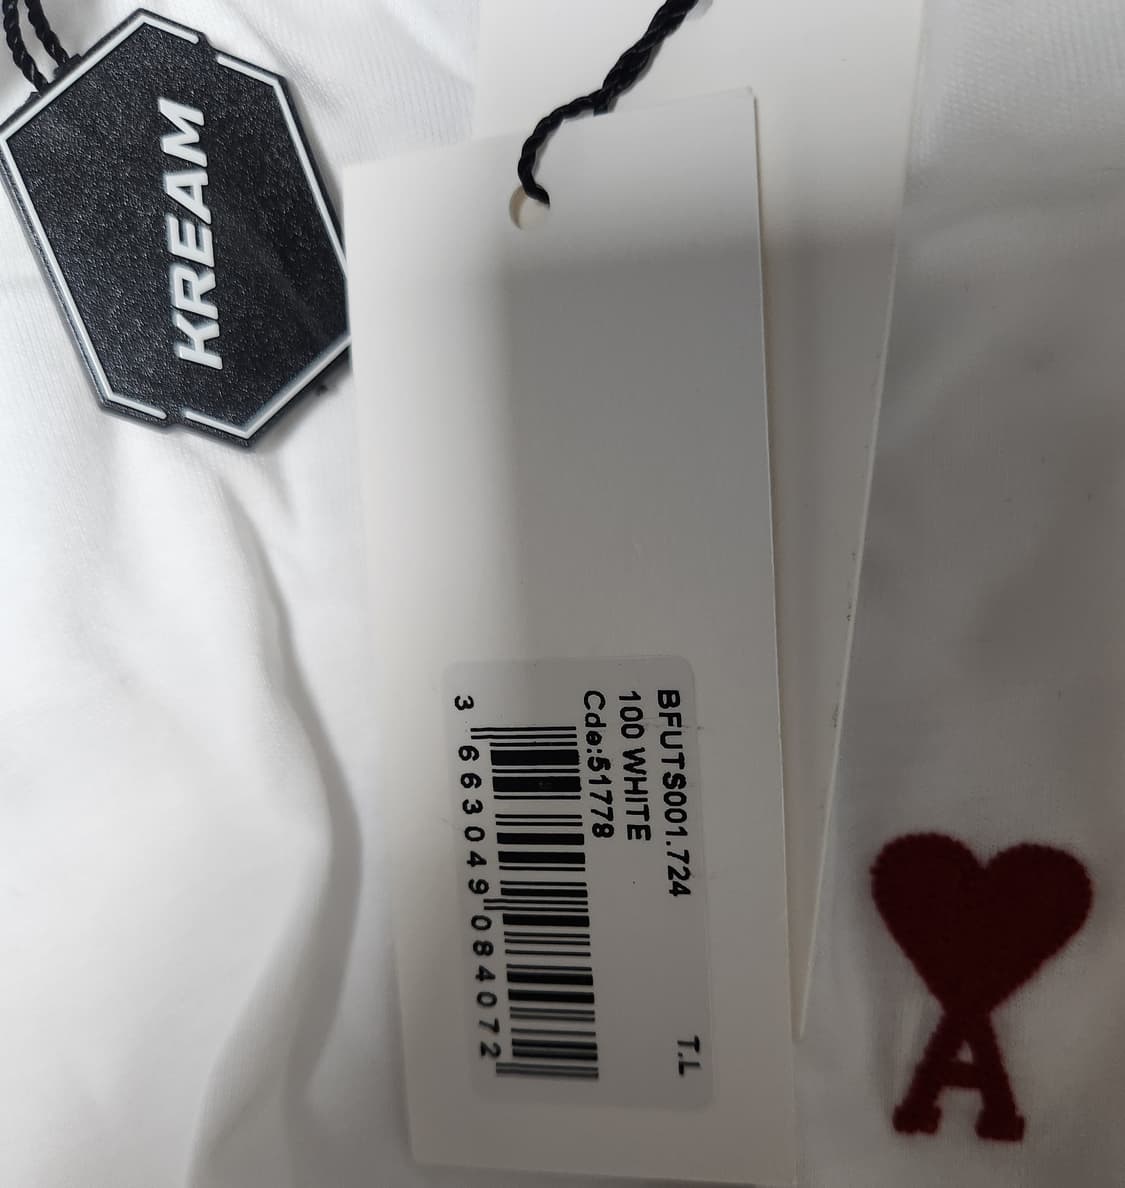 KREAM
BFUTS001.724 T.L
100 WHITE
Cde:51778
3 663049 084072
A